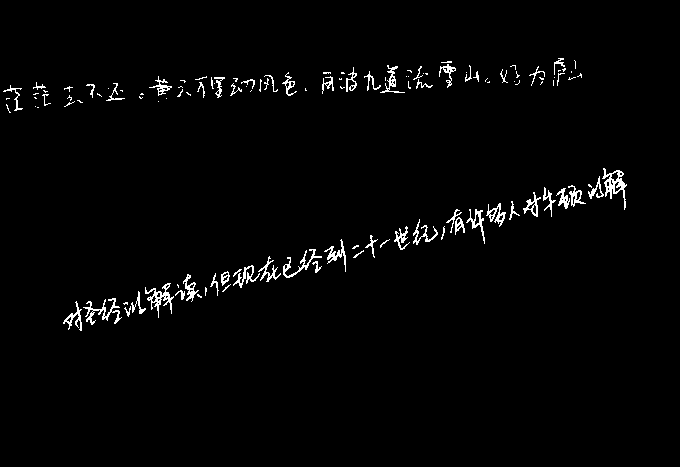 茫茫去不还。黄云万里动风色，白波九道流雪山。好为庐山
对圣经的解读，但现在已经到二十一世纪，有许多人对牛顿的解